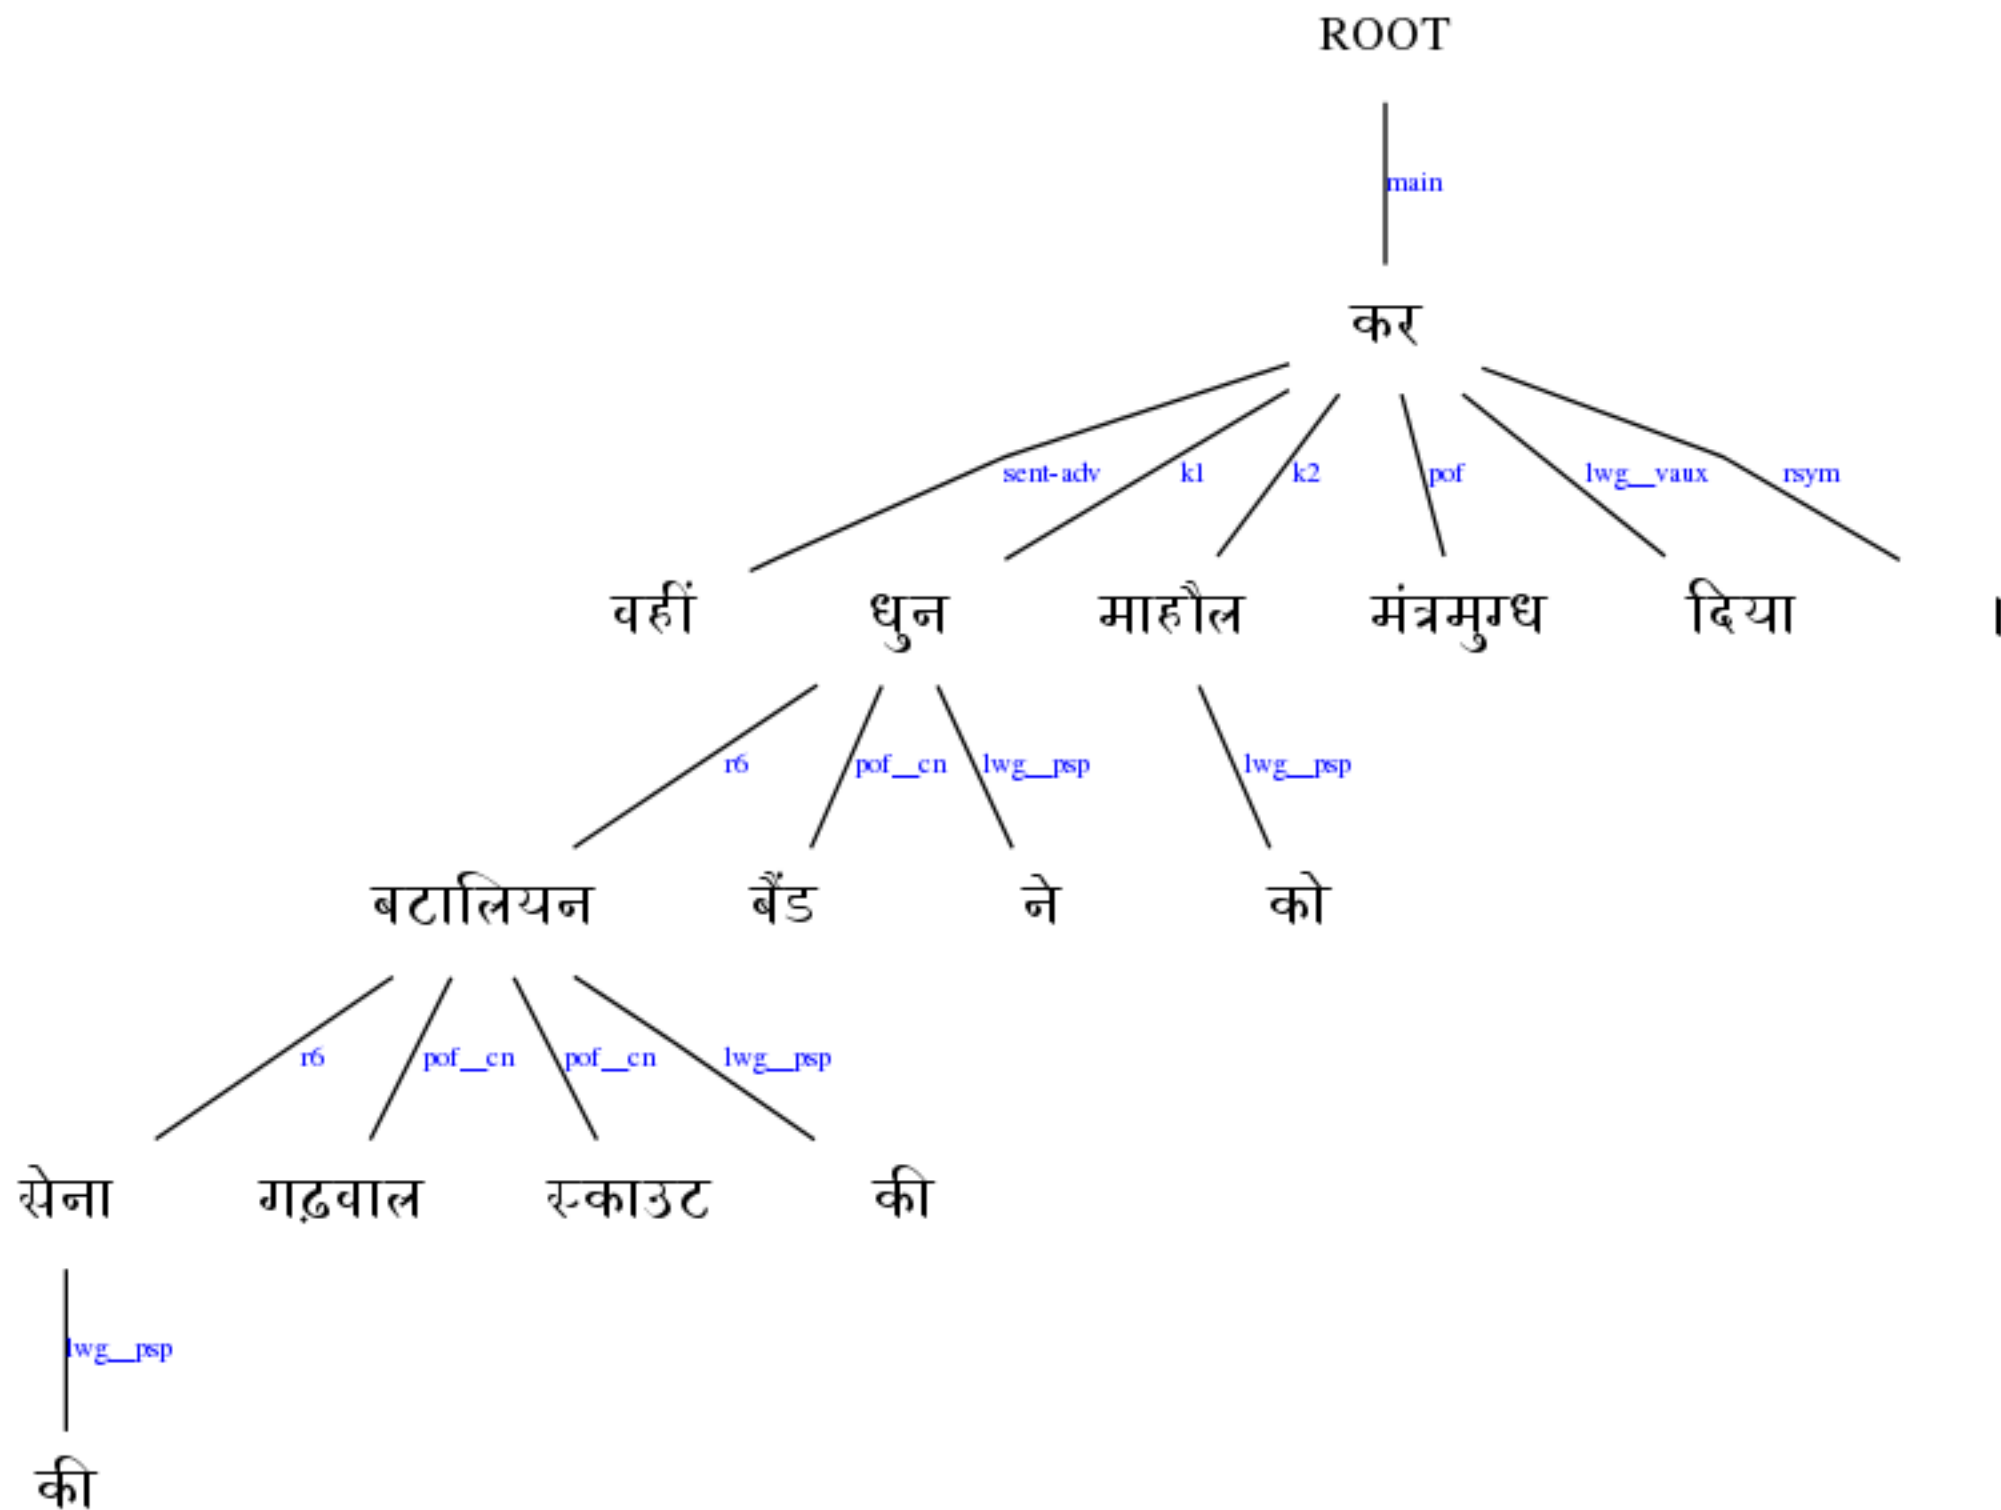 ROOT
main
कर
sent-adv k1 k2 pof lwg__vaux rsym
वहीं धुन माहौल मंत्रमुग्ध दिया ।
r6 pof__cn lwg__psp lwg__psp
बटालियन बैंड ने को
r6 pof__cn pof__cn lwg__psp
सेना गढ़वाल स्काउट की
lwg__psp
की